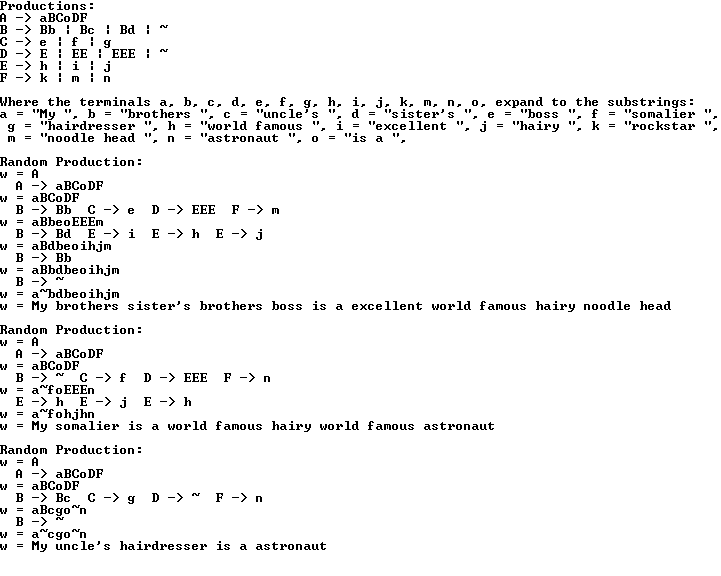 Productions:
A -> aBCoDF
B -> Bb ¦ Bc ¦ Bd ¦ ~
C -> e ¦ f ¦ g
D -> E ¦ EE ¦ EEE ¦ ~
E -> h ¦ i ¦ j
F -> k ¦ m ¦ n
Where the terminals a, b, c, d, e, f, g, h, i, j, k, m, n, o, expand to the substrings:
a = "My ", b = "brothers ", c = "uncle's ", d = "sister's ", e = "boss ", f = "somalier ",
g = "hairdresser ", h = "world famous ", i = "excellent ", j = "hairy ", k = "rockstar ",
m = "noodle head ", n = "astronaut ", o = "is a ",
Random Production:
w = A
A -> aBCoDF
w = aBCoDF
B -> Bb C -> e D -> EEE F -> m
w = aBbeoEEEm
B -> Bd E -> i E -> h E -> j
w = aBdbeoihjm
B -> Bb
w = aBbdbeoihjm
B -> ~
w = a~bdbeoihjm
w = My brothers sister's brothers boss is a excellent world famous hairy noodle head
Random Production:
w = A
A -> aBCoDF
w = aBCoDF
B -> ~ C -> f D -> EEE F -> n
w = a~foEEEn
E -> h E -> j E -> h
w = a~fohjhn
w = My somalier is a world famous hairy world famous astronaut
Random Production:
w = A
A -> aBCoDF
w = aBCoDF
B -> Bc C -> g D -> ~ F -> n
w = aBcgo~n
B -> ~
w = a~cgo~n
w = My uncle's hairdresser is a astronaut